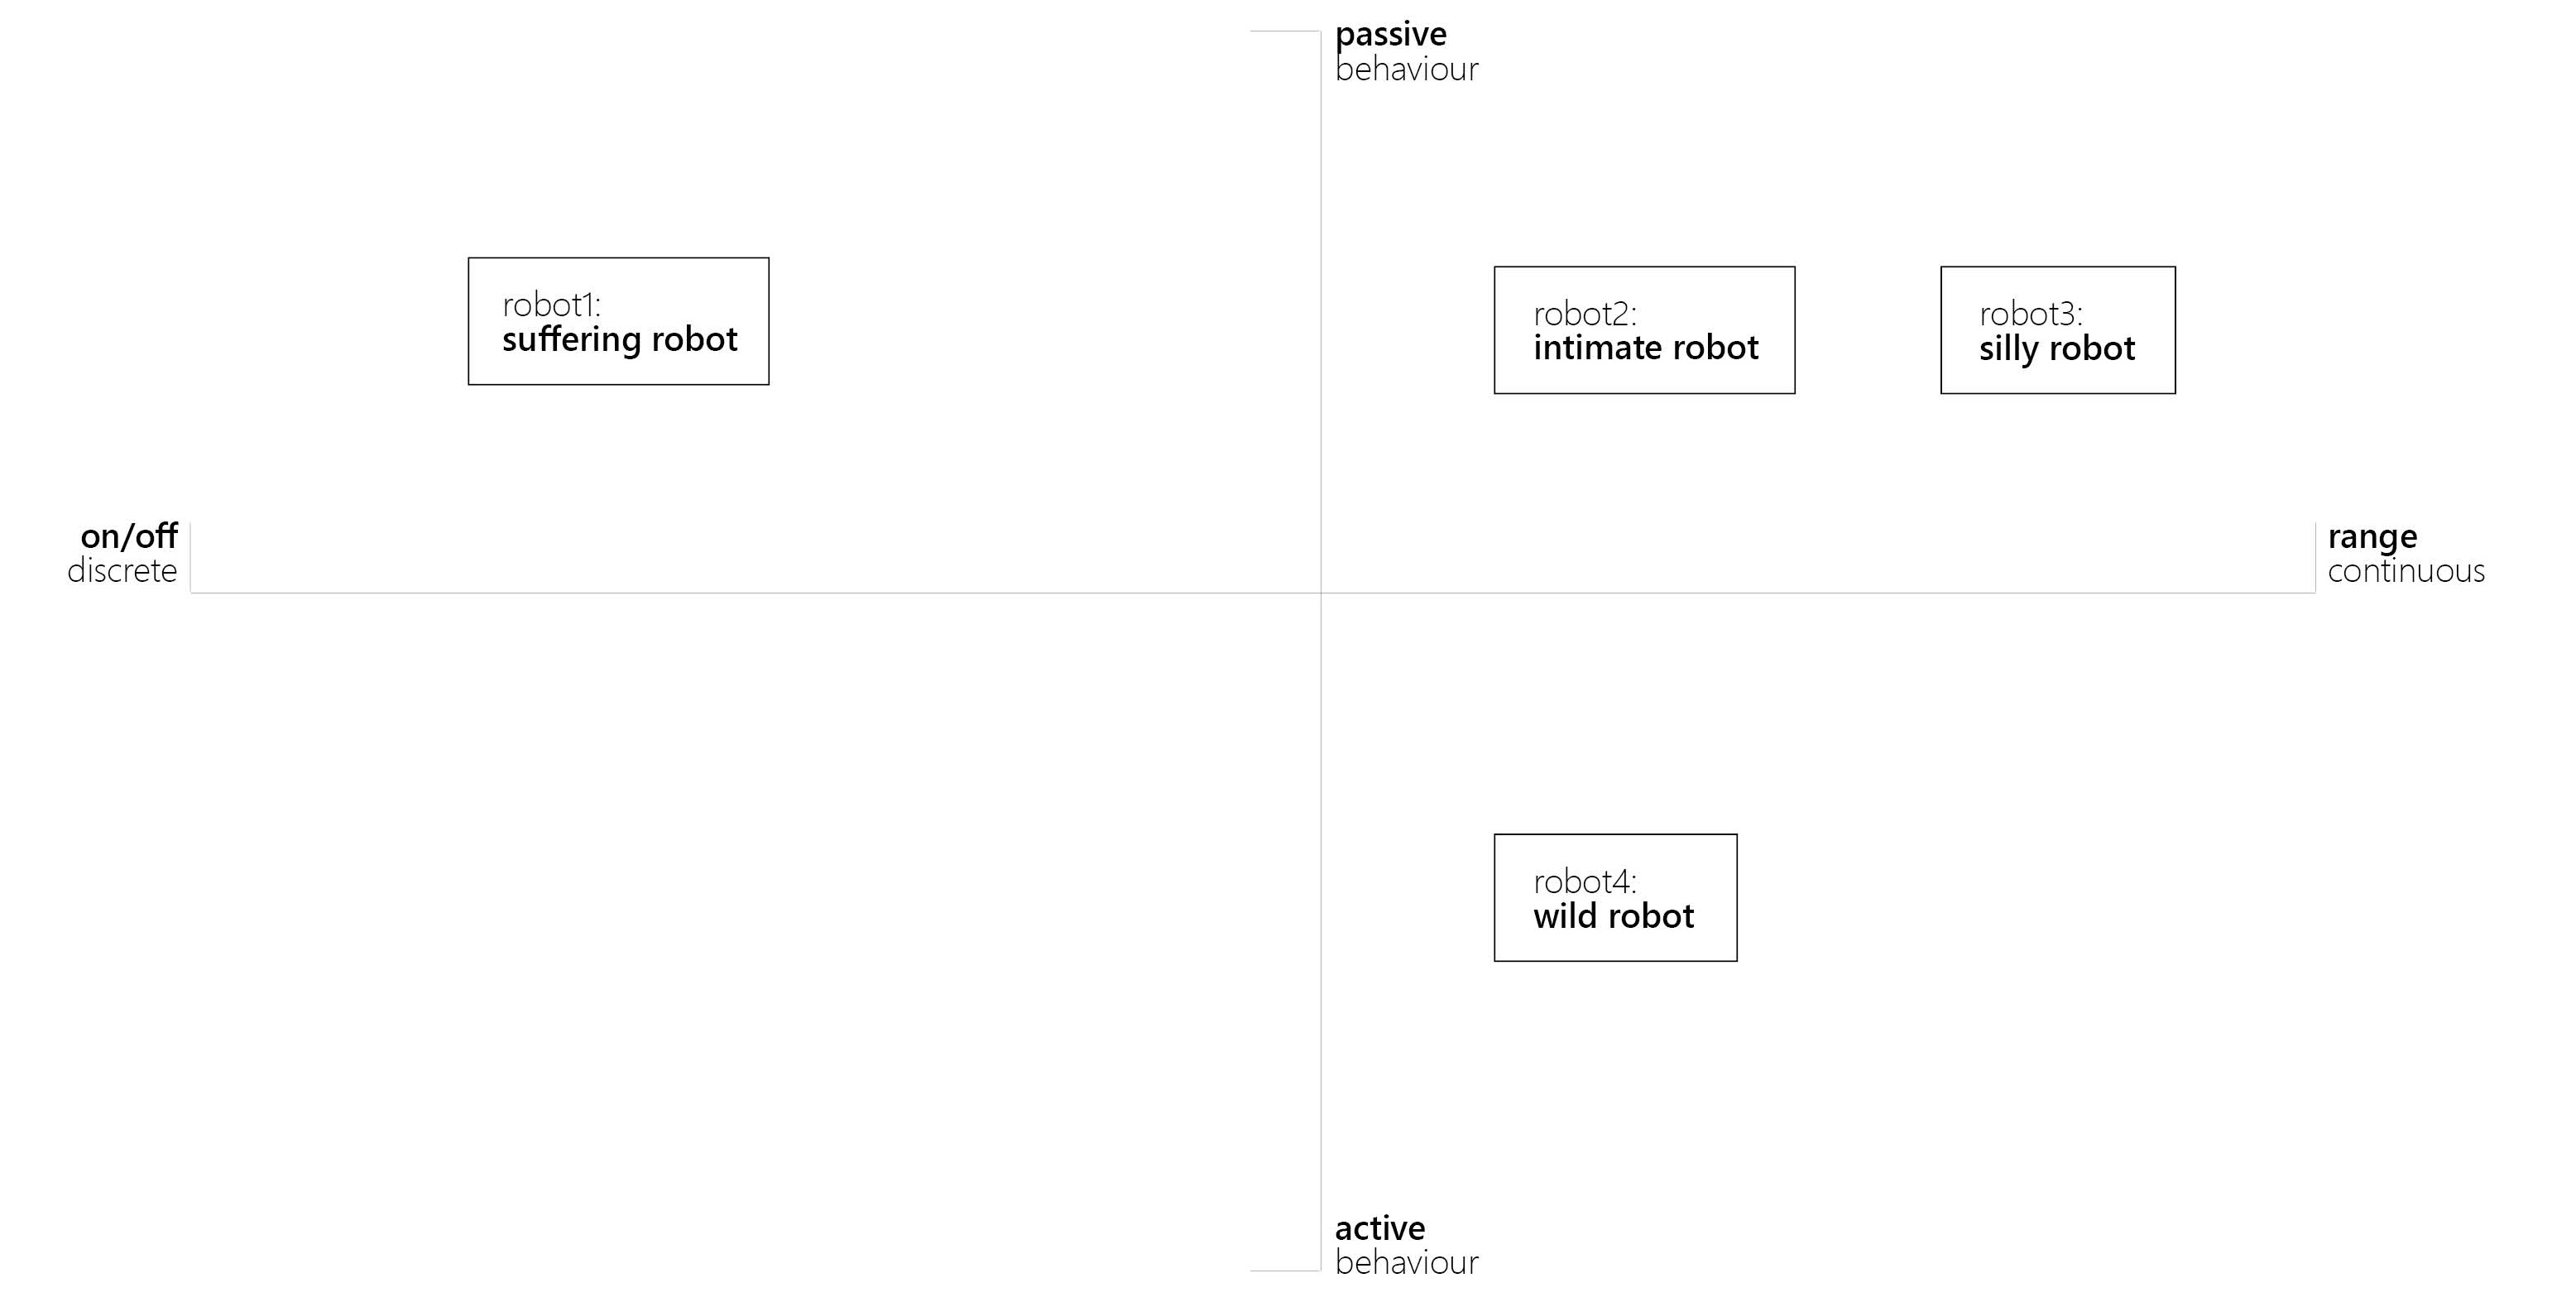 passive
behaviour
robot1:
suffering robot
robot2:
intimate robot
robot3:
silly robot
on/off
discrete
range
continuous
robot4:
wild robot
active
behaviour